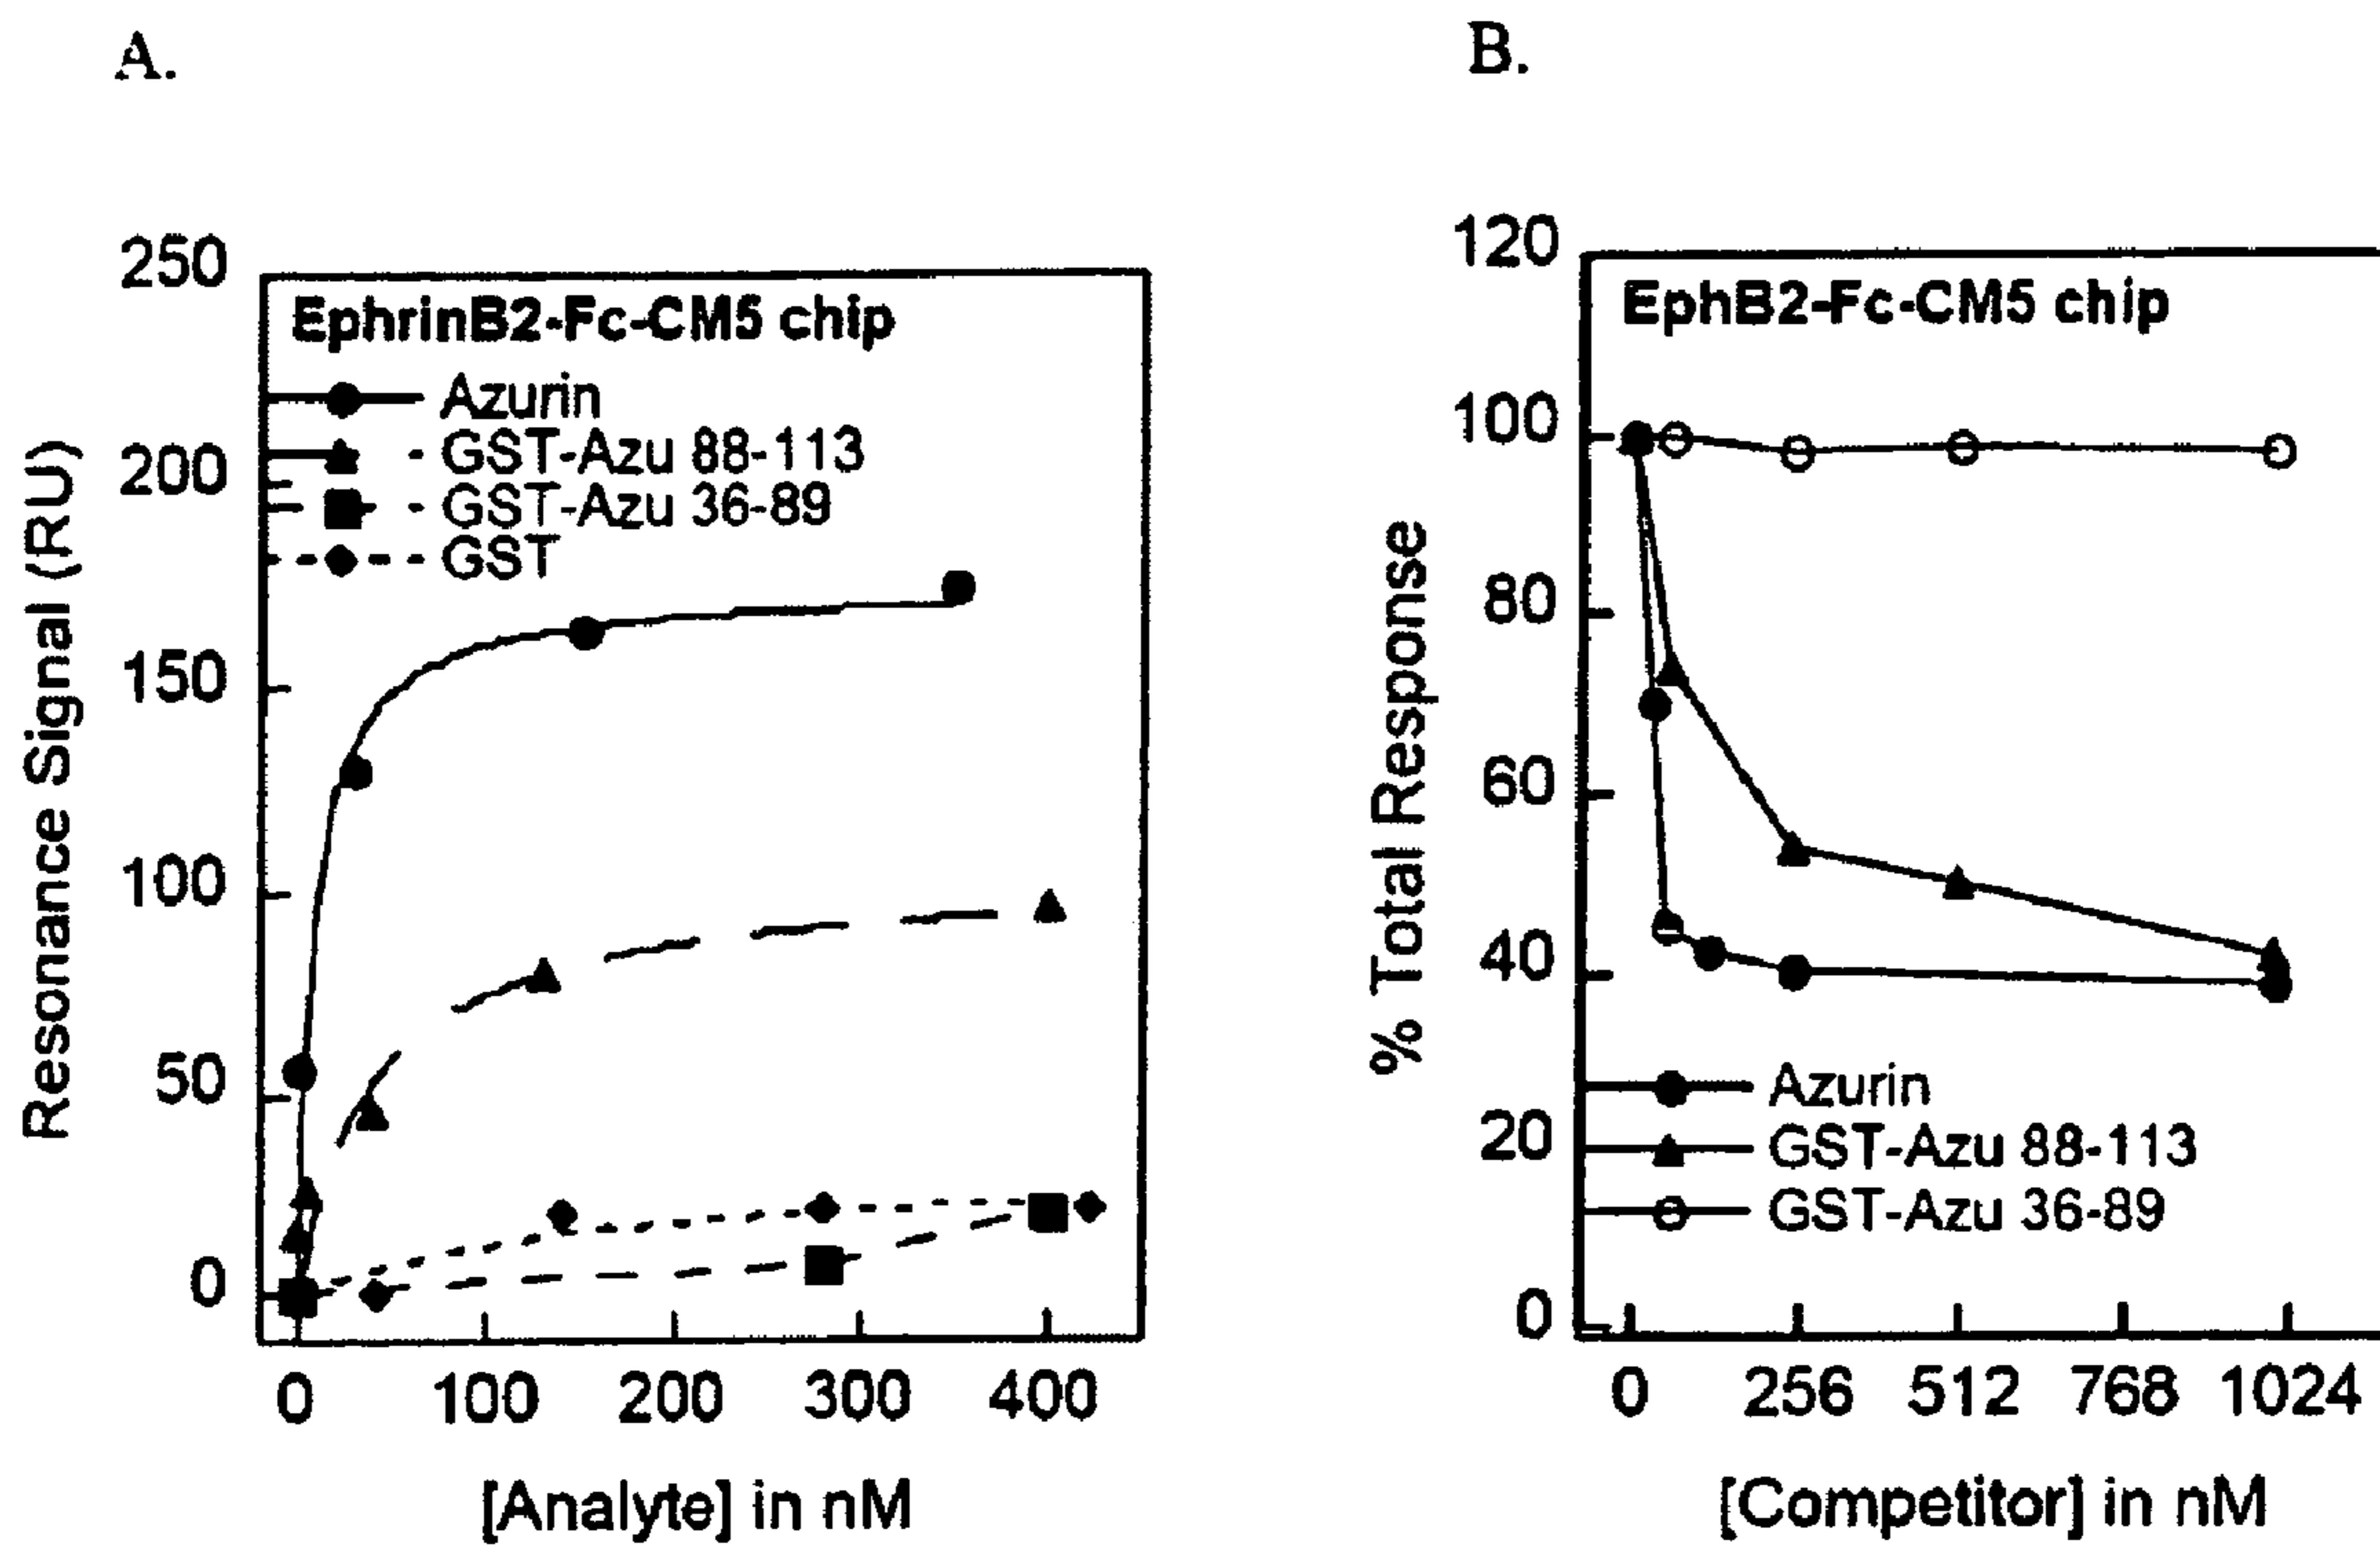 A.
Resonance Signal (RU)
250
200
150
100
50
0
EphrinB2-Fc-CM5 chip
Azurin
GST-Azu 88-113
GST-Azu 36-89
GST
0 100 200 300 400
[Analyte] in nM
B.
% Total Response
120
100
80
60
40
20
0
EphB2-Fc-CM5 chip
Azurin
GST-Azu 88-113
GST-Azu 36-89
0 256 512 768 1024
[Competitor] in nM